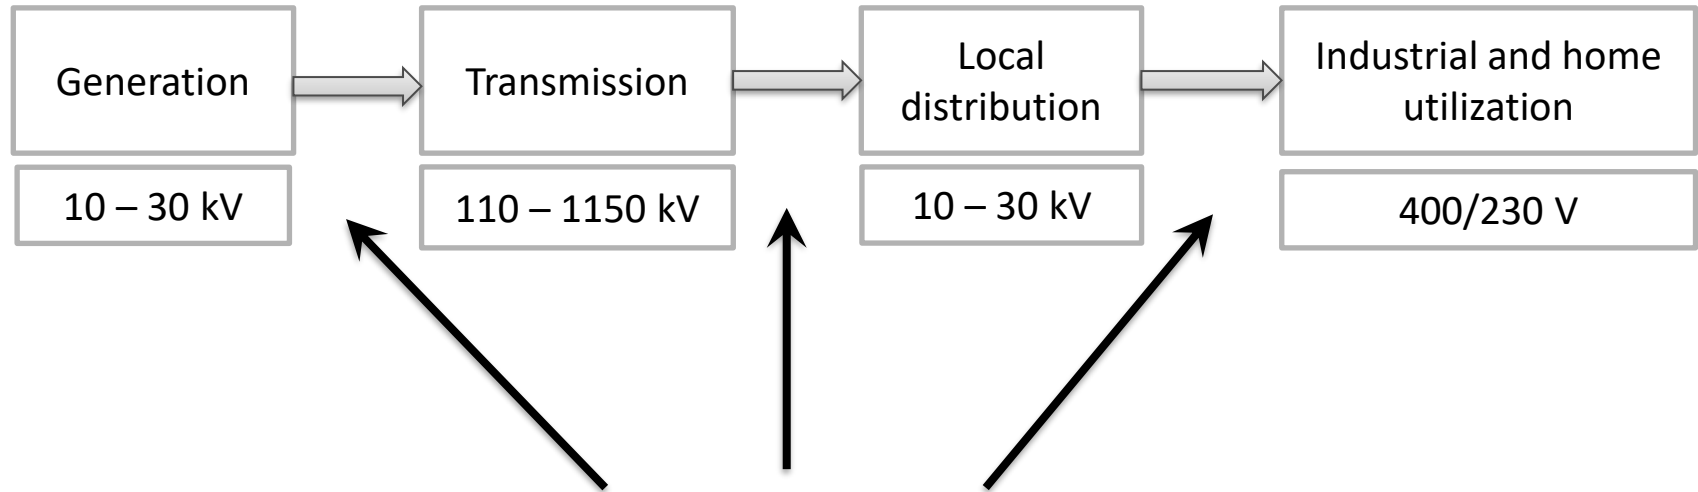 Generation
Transmission
Local
distribution
Industrial and home
utilization
10 – 30 kV
110 – 1150 kV
10 – 30 kV
400/230 V